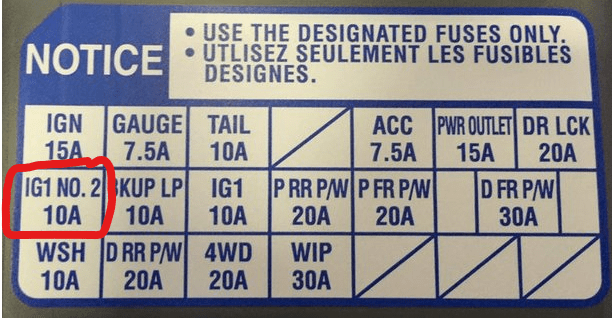 NOTICE
• USE THE DESIGNATED FUSES ONLY.
• UTLISEZ SEULEMENT LES FUSIBLES
DESIGNES.
IGN GAUGE TAIL ACC PWR OUTLET DR LCK
15A 7.5A 10A 7.5A 15A 20A
IG1 NO. 2 BKUP LP IG1 P RR P/W P FR P/W D FR P/W
10A 10A 10A 20A 20A 30A
WSH D RR P/W 4WD WIP
10A 20A 20A 30A